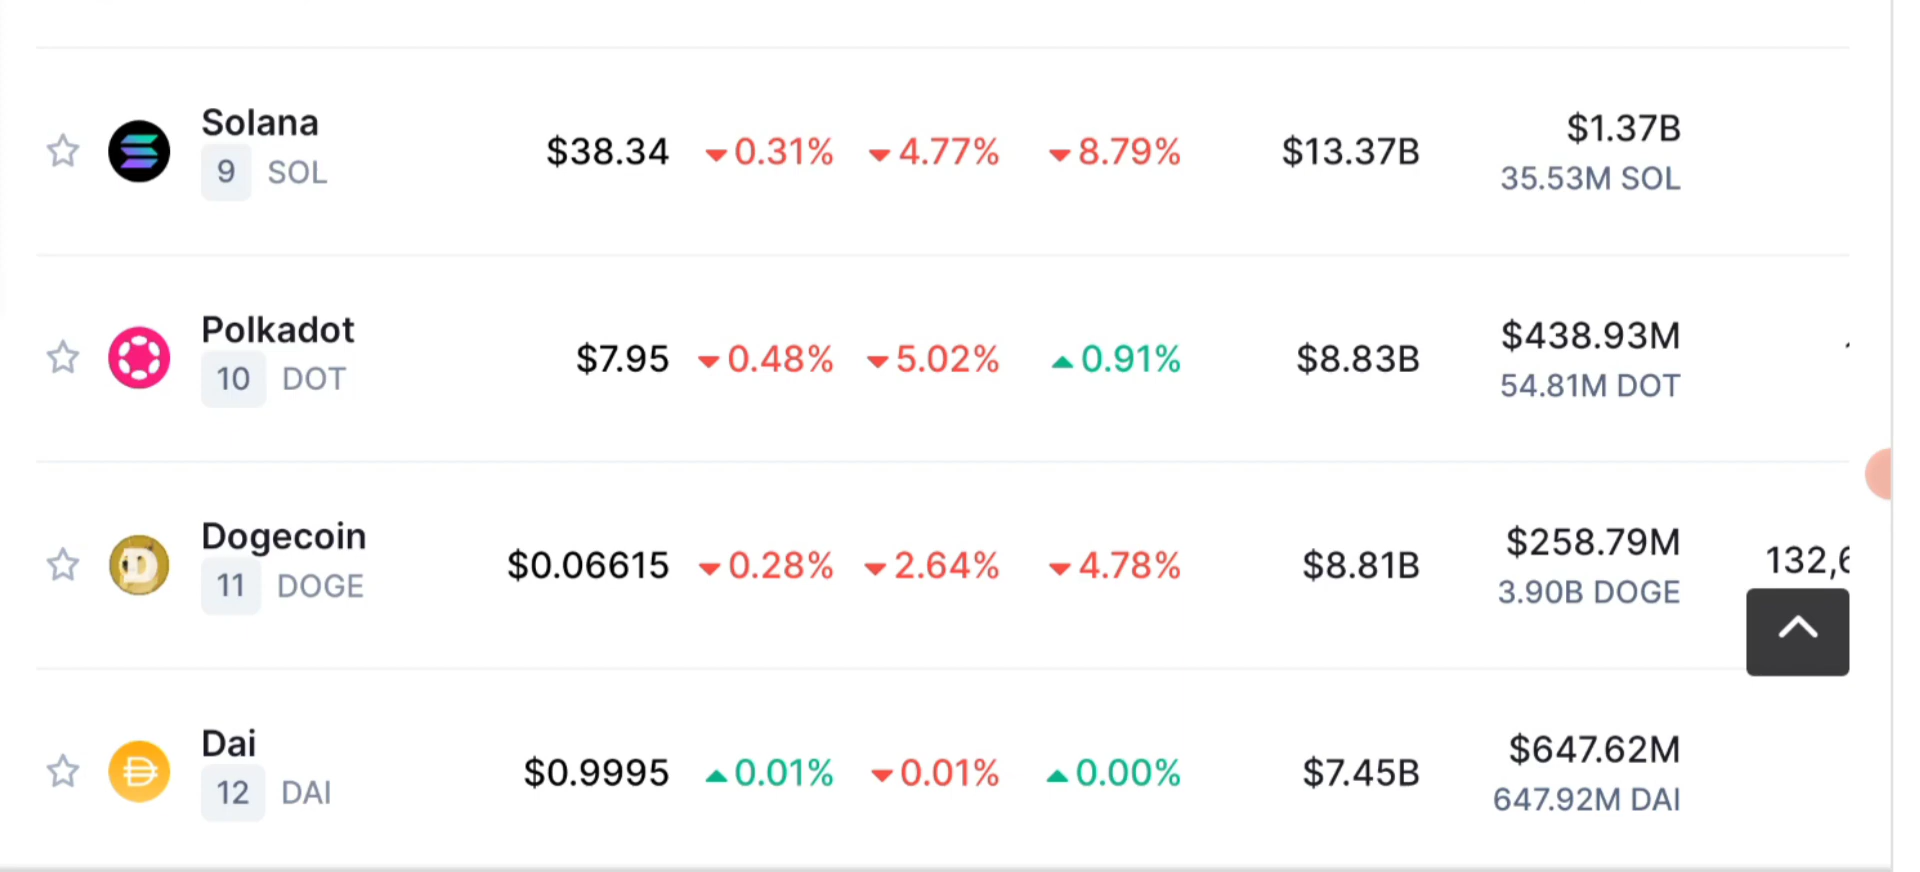 Solana
9 SOL
$38.34 0.31% 4.77% 8.79% $13.37B
$1.37B
35.53M SOL
Polkadot
10 DOT
$7.95 0.48% 5.02% 0.91% $8.83B
$438.93M
54.81M DOT
Dogecoin
11 DOGE
$0.06615 0.28% 2.64% 4.78% $8.81B
$258.79M
3.90B DOGE
132,6
Dai
12 DAI
$0.9995 0.01% 0.01% 0.00% $7.45B
$647.62M
647.92M DAI